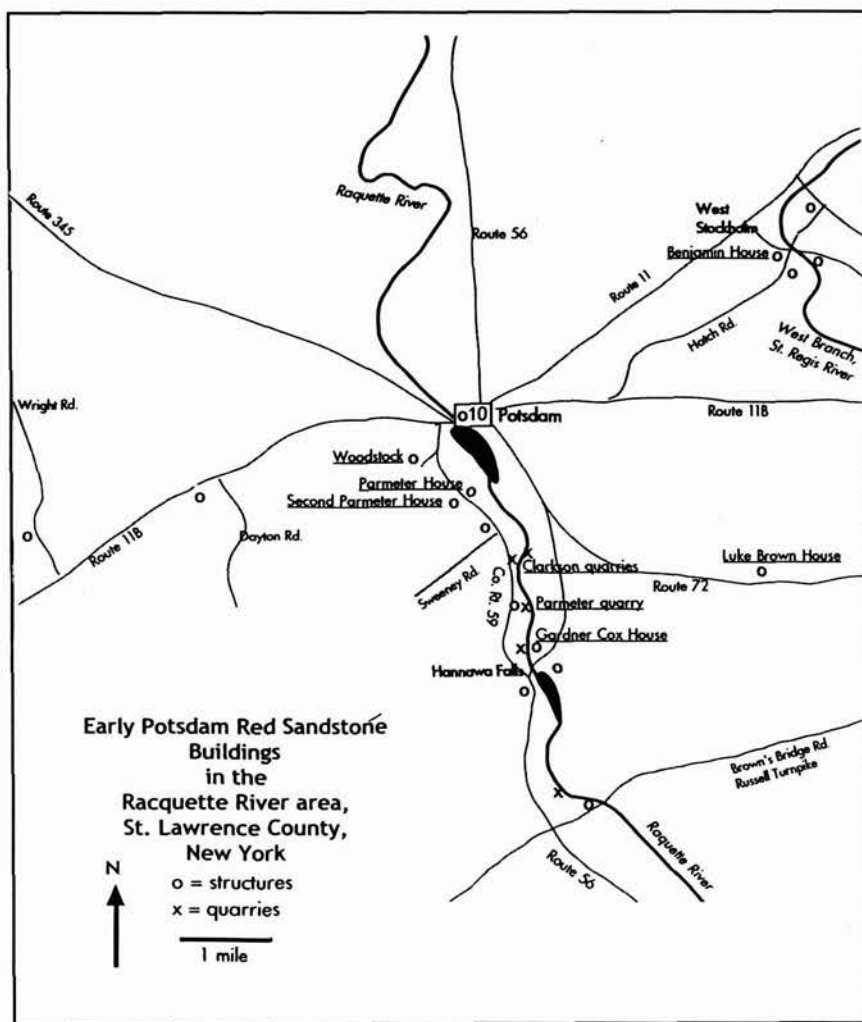 Route 345
Raquette River
Route 56
West
Stockholm
Benjamin House
Route 11
Hatch Rd.
West Branch,
St. Regis River
Wright Rd.
o10 Potsdam
Route 11B
Woodstock
Parmeter House
Second Parmeter House
Route 11B
Dayton Rd.
Sweeney Rd.
Co. Rt. 59
Clarkson quarries
Luke Brown House
Route 72
Parmeter quarry
Gardner Cox House
Hannawa Falls
Early Potsdam Red Sandstone
Buildings
in the
Racquette River area,
St. Lawrence County,
New York
N
o = structures
x = quarries
1 mile
Brown's Bridge Rd.
Russell Turnpike
Route 56
Raquette River